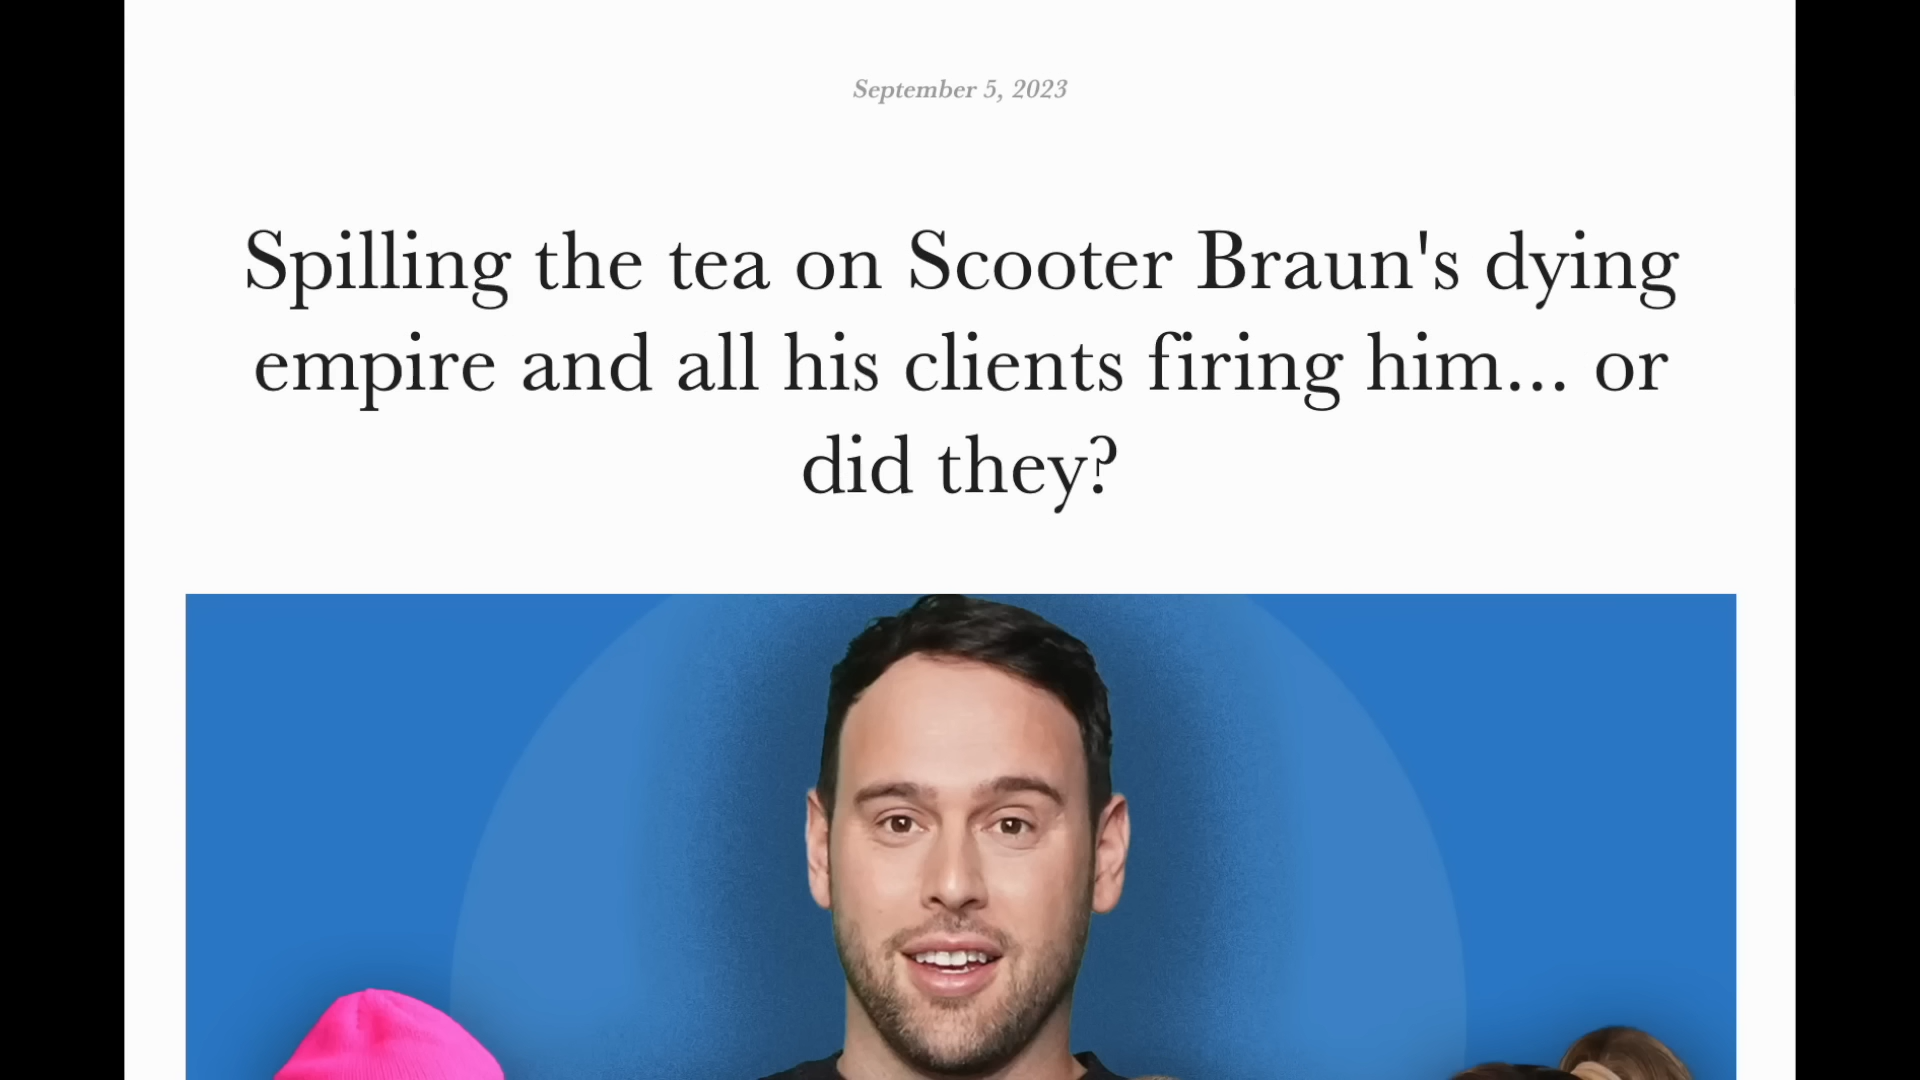 September 5, 2023
Spilling the tea on Scooter Braun's dying
empire and all his clients firing him... or
did they?